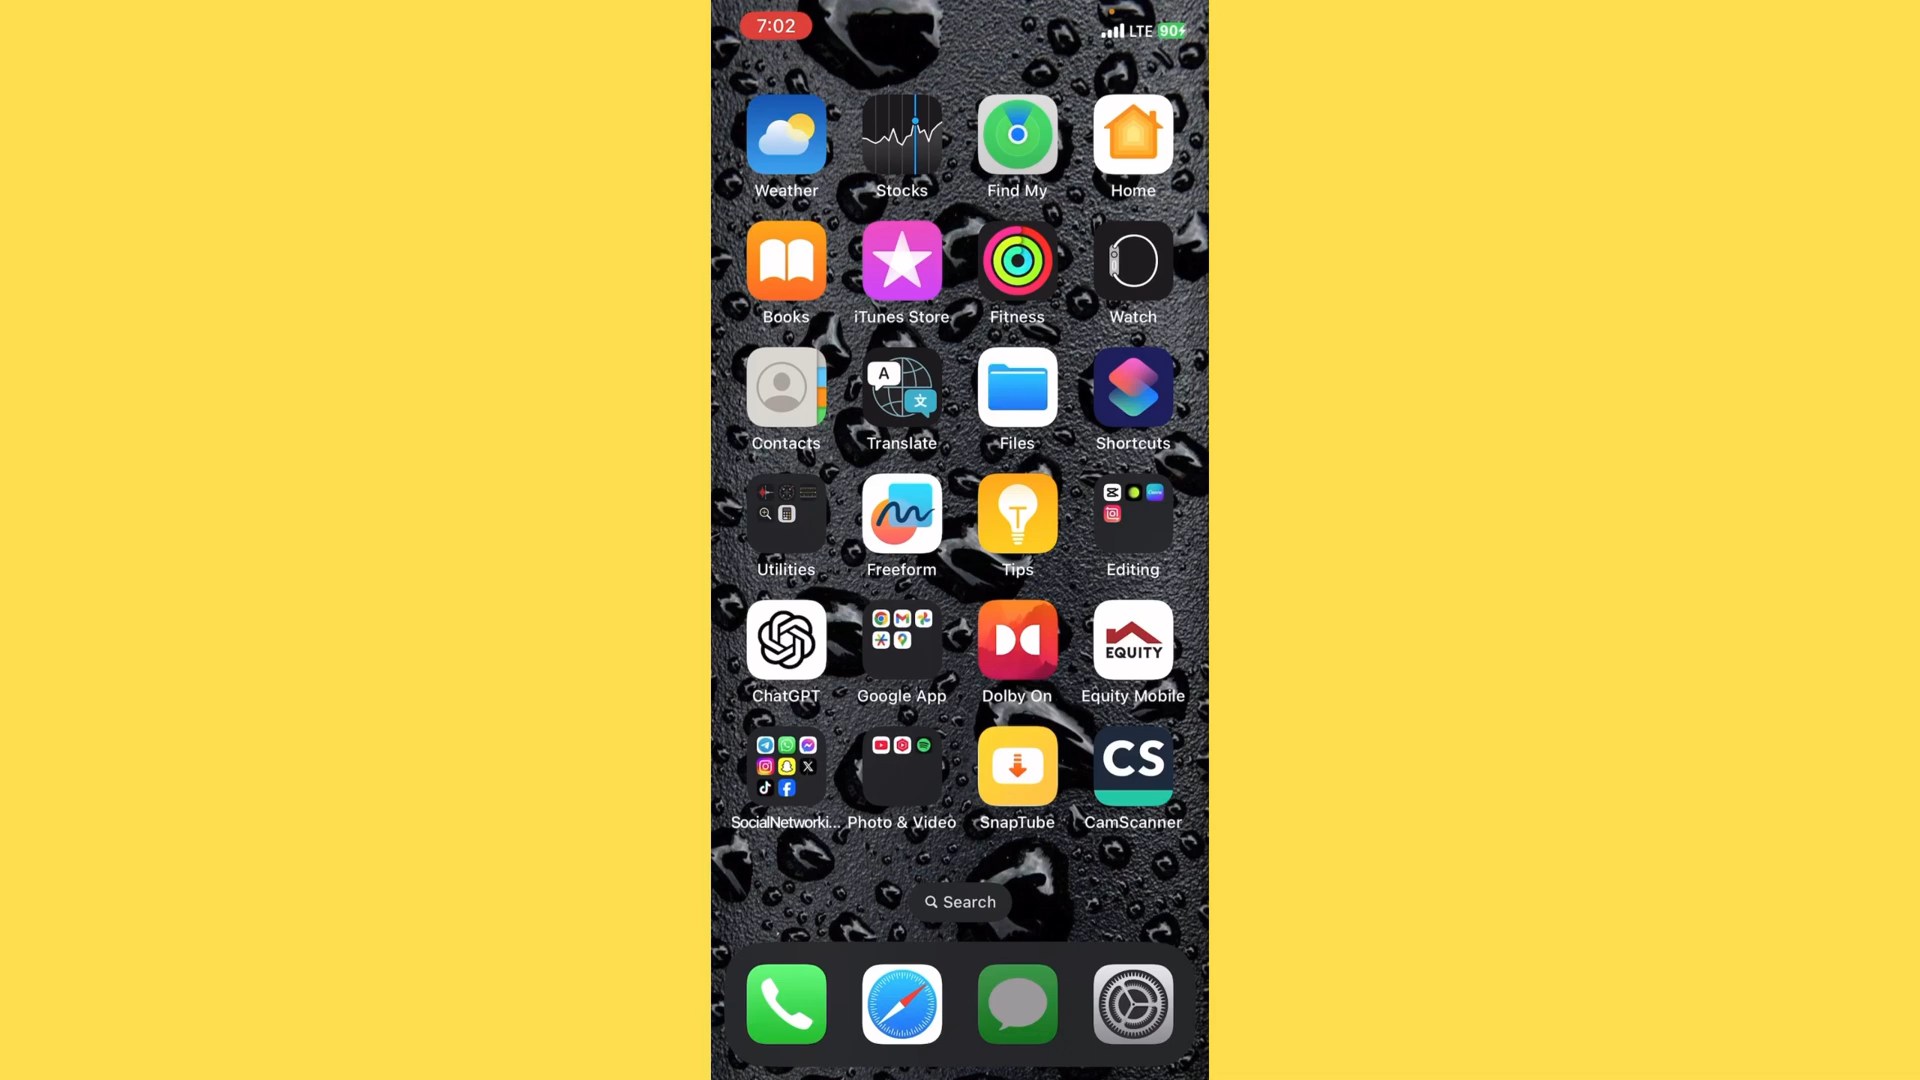 7:02 LTE 90
Weather Stocks Find My Home
Books iTunes Store Fitness Watch
A
文
Contacts Translate Files Shortcuts
Utilities Freeform Tips Editing
EQUITY
ChatGPT Google App Dolby On Equity Mobile
CS
SocialNetworki... Photo & Video SnapTube CamScanner
Search